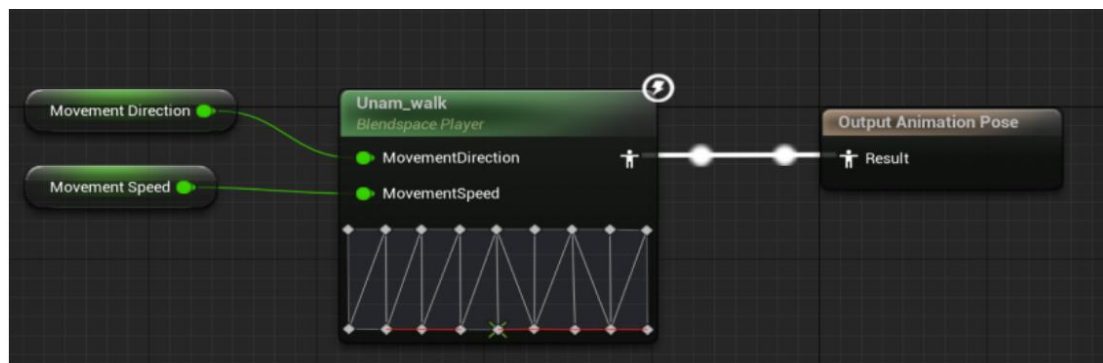 Movement Direction
Movement Speed
Unam_walk
Blendspace Player
MovementDirection
MovementSpeed
Output Animation Pose
Result